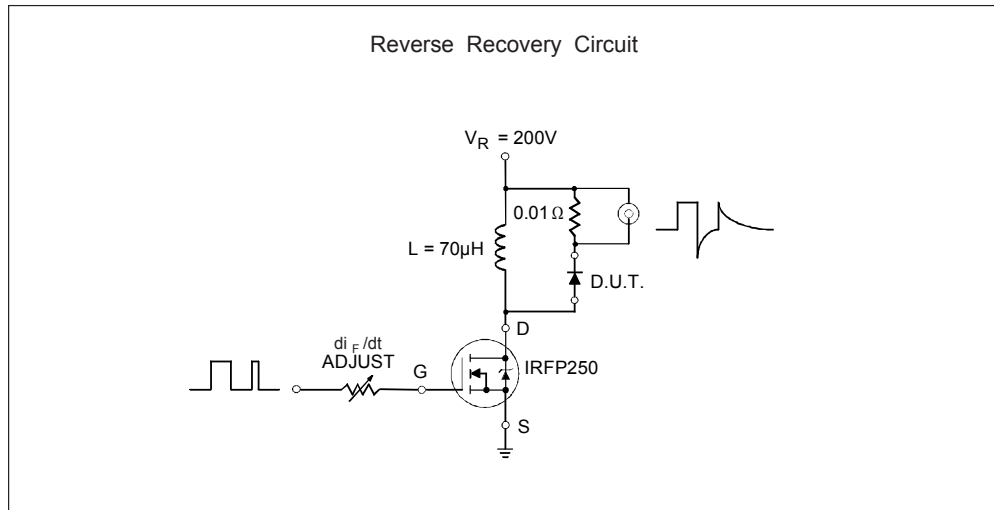 Reverse Recovery Circuit
V_R = 200V
0.01 Ω
L = 70µH
D.U.T.
D
di_F/dt
ADJUST
G
IRFP250
S